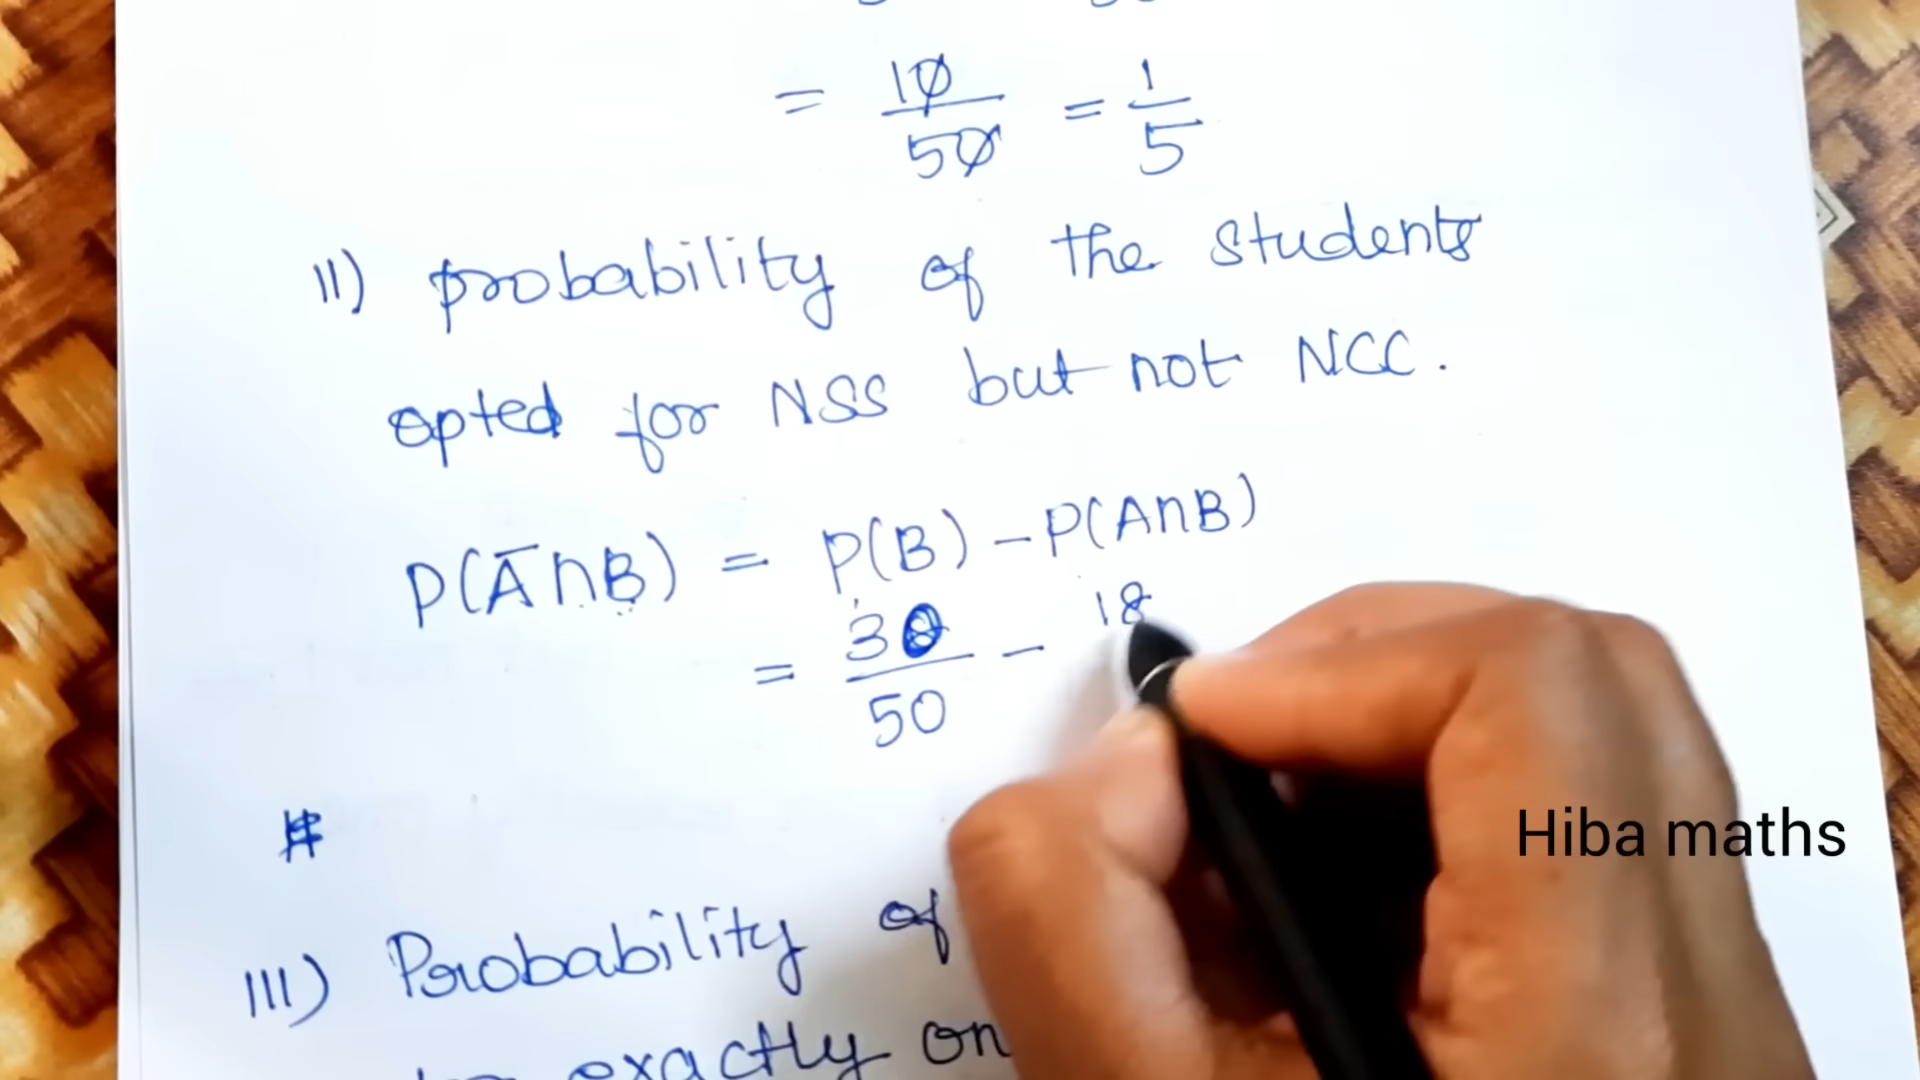 = 10/50 = 1/5
II) probability of the students
opted for NSS but not NCC.
P(A̅∩B) = P(B) - P(A∩B)
= 30/50 - 18
Hiba maths
III) Probability of
exactly on